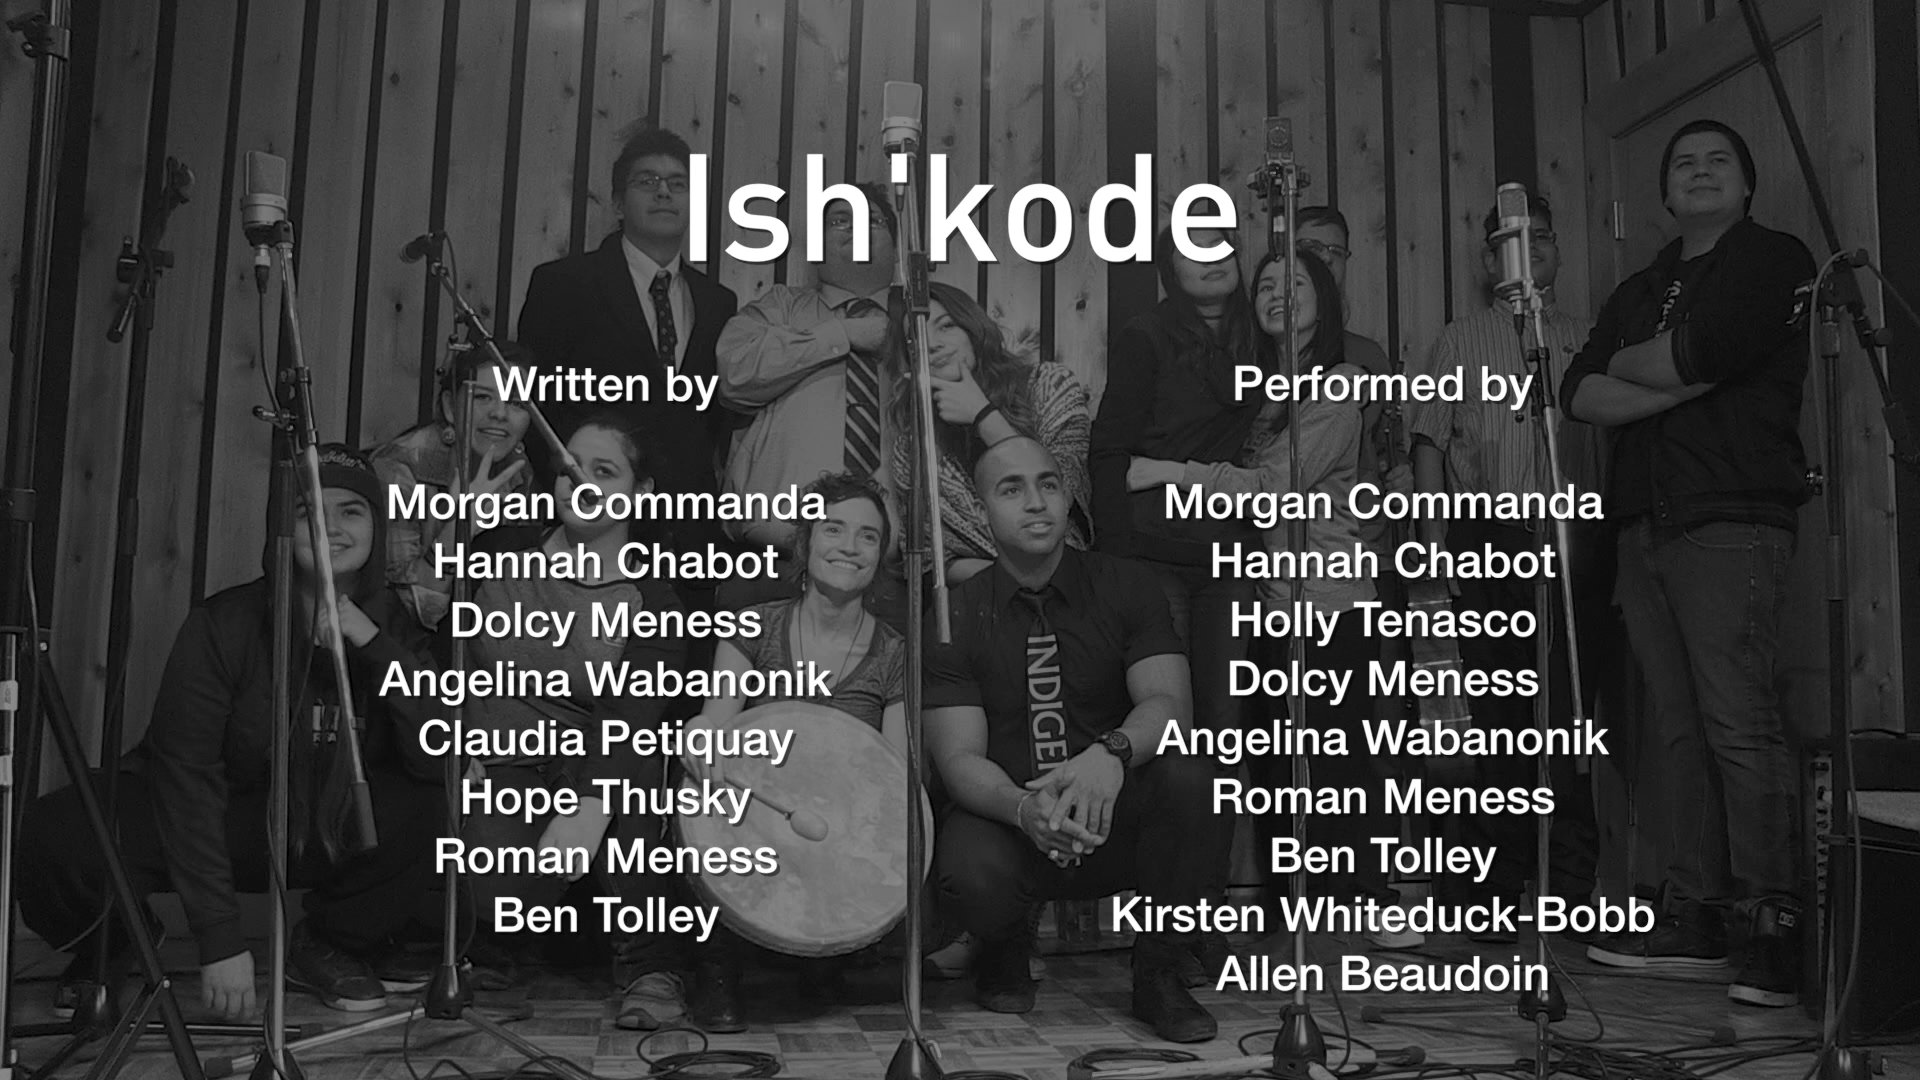 Ish'kode
Written by
Morgan Commanda
Hannah Chabot
Dolcy Meness
Angelina Wabanonik
Claudia Petiquay
Hope Thusky
Roman Meness
Ben Tolley
Performed by
Morgan Commanda
Hannah Chabot
Holly Tenasco
Dolcy Meness
Angelina Wabanonik
Roman Meness
Ben Tolley
Kirsten Whiteduck-Bobb
Allen Beaudoin
INDIGE